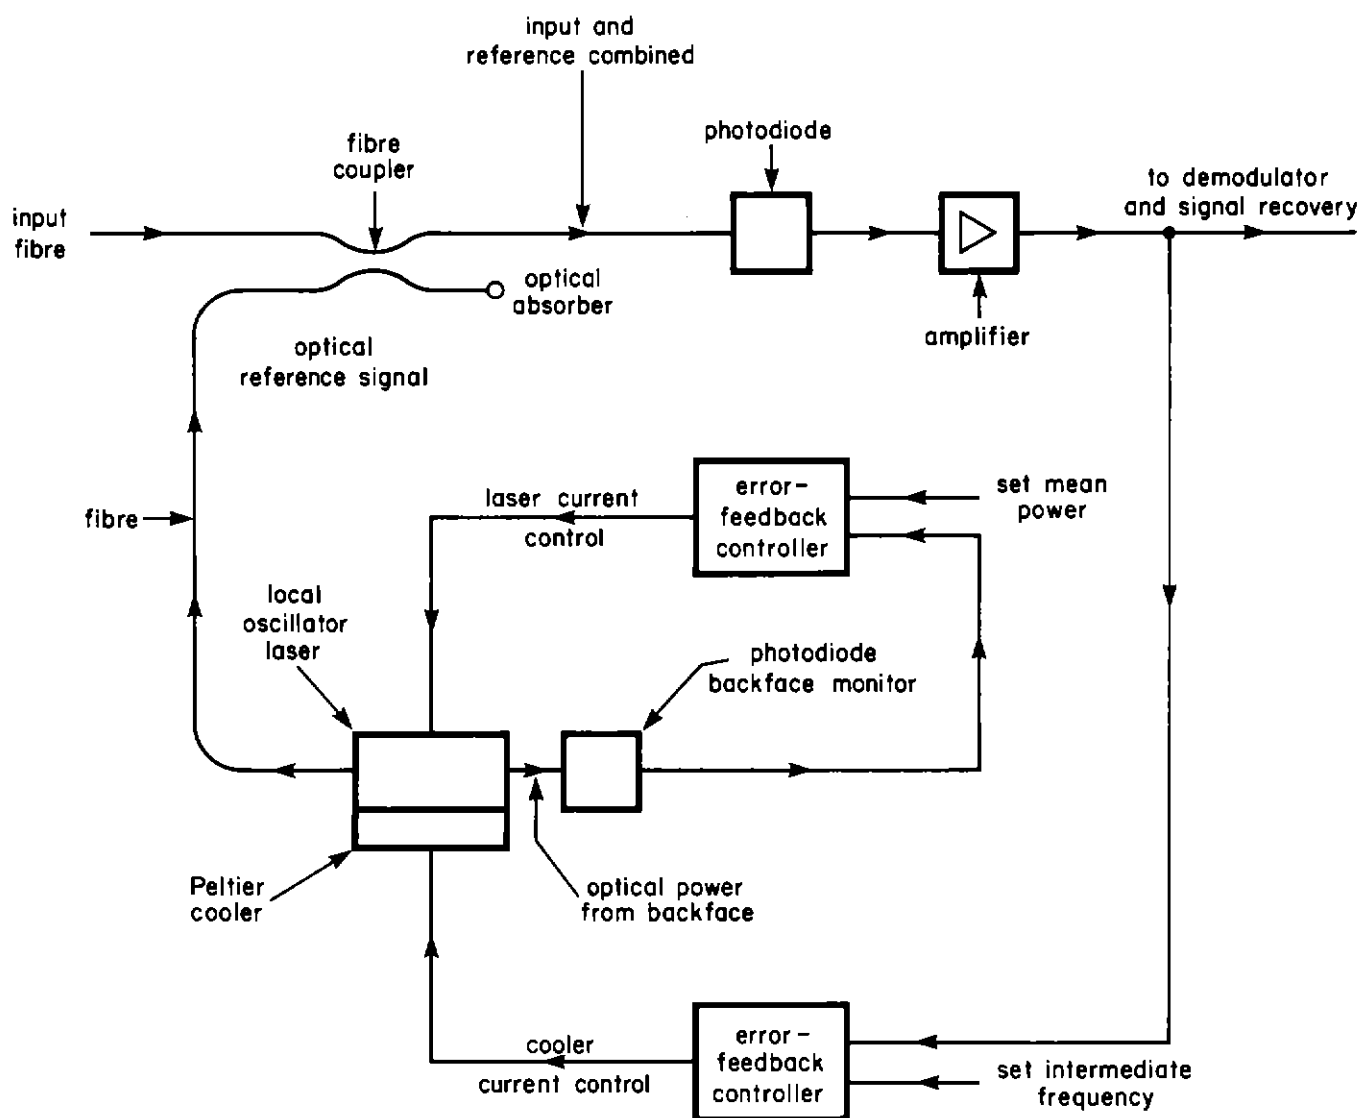 input and
reference combined
photodiode
fibre
coupler
to demodulator
and signal recovery
input
fibre
optical
absorber
amplifier
optical
reference signal
laser current
control
error-
feedback
controller
set mean
power
fibre
local
oscillator
laser
photodiode
backface monitor
Peltier
cooler
optical power
from backface
cooler
current control
error-
feedback
controller
set intermediate
frequency